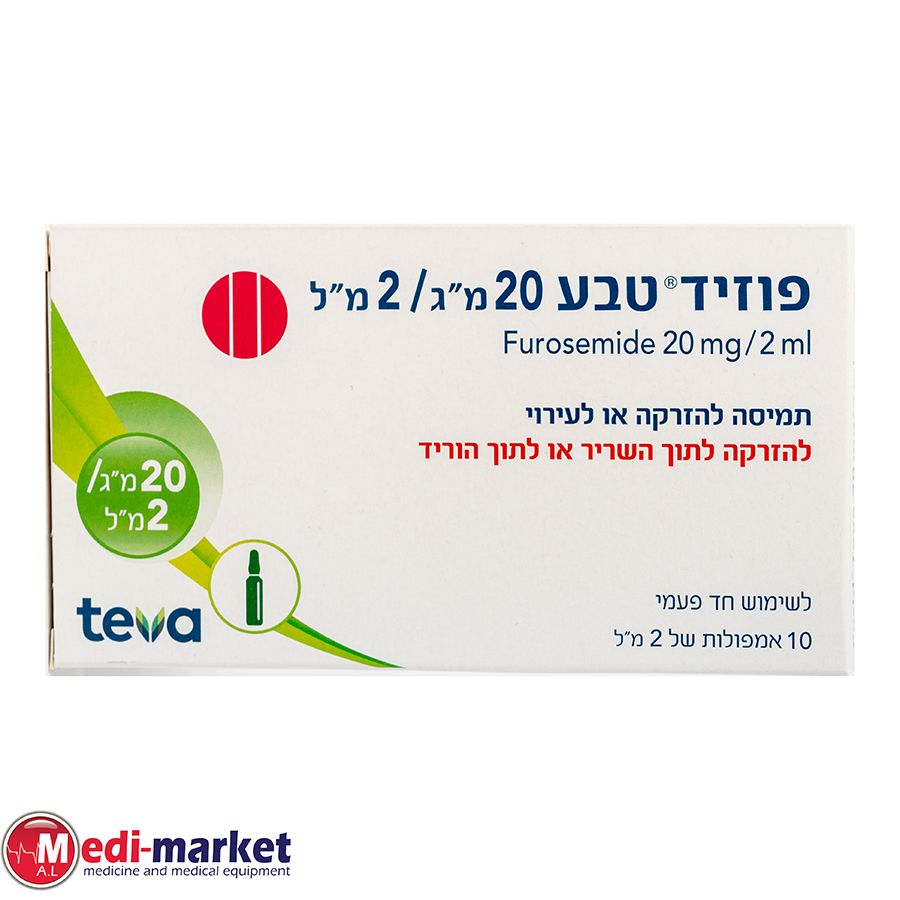 פוזיד® טבע 20 מ"ג/ 2 מ"ל
Furosemide 20 mg/2 ml
תמיסה להזרקה או לעירוי
להזרקה לתוך השריר או לתוך הוריד
20 מ"ג/
2 מ"ל
teva
לשימוש חד פעמי
10 אמפולות של 2 מ"ל
Medi-market
A.L
medicine and medical equipment